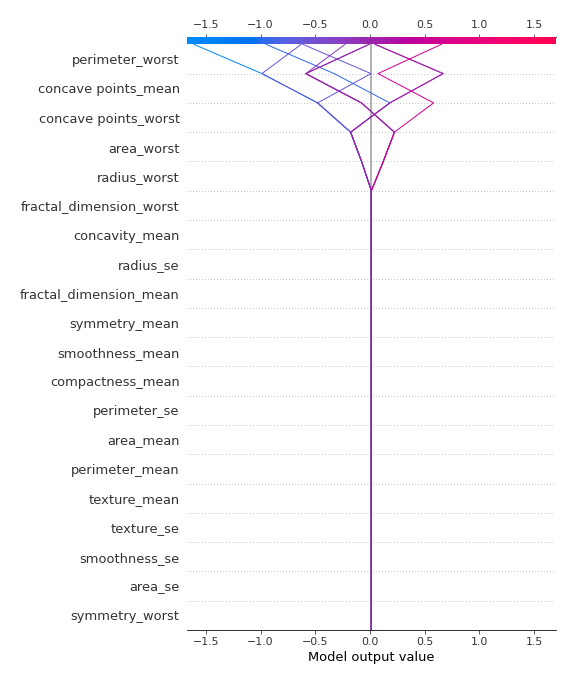 −1.5 −1.0 −0.5 0.0 0.5 1.0 1.5
perimeter_worst
concave points_mean
concave points_worst
area_worst
radius_worst
fractal_dimension_worst
concavity_mean
radius_se
fractal_dimension_mean
symmetry_mean
smoothness_mean
compactness_mean
perimeter_se
area_mean
perimeter_mean
texture_mean
texture_se
smoothness_se
area_se
symmetry_worst
−1.5 −1.0 −0.5 0.0 0.5 1.0 1.5
Model output value